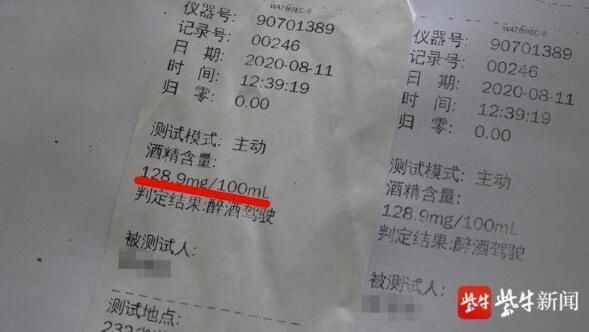 WAT89EC-9
仪器号: 90701389
记录号: 00246
日 期: 2020-08-11
时 间: 12:39:19
归 零: 0.00
测试模式: 主动
酒精含量:
128.9mg/100mL
判定结果:醉酒驾驶
被测试人:
测试地点:
WAT89EC-9
仪器号: 90701389
记录号: 00246
日 期: 2020-08-11
时 间: 12:39:19
归 零: 0.00
测试模式: 主动
酒精含量:
128.9mg/100mL
判定结果:醉酒驾驶
被测试人:
紫牛 紫牛新闻